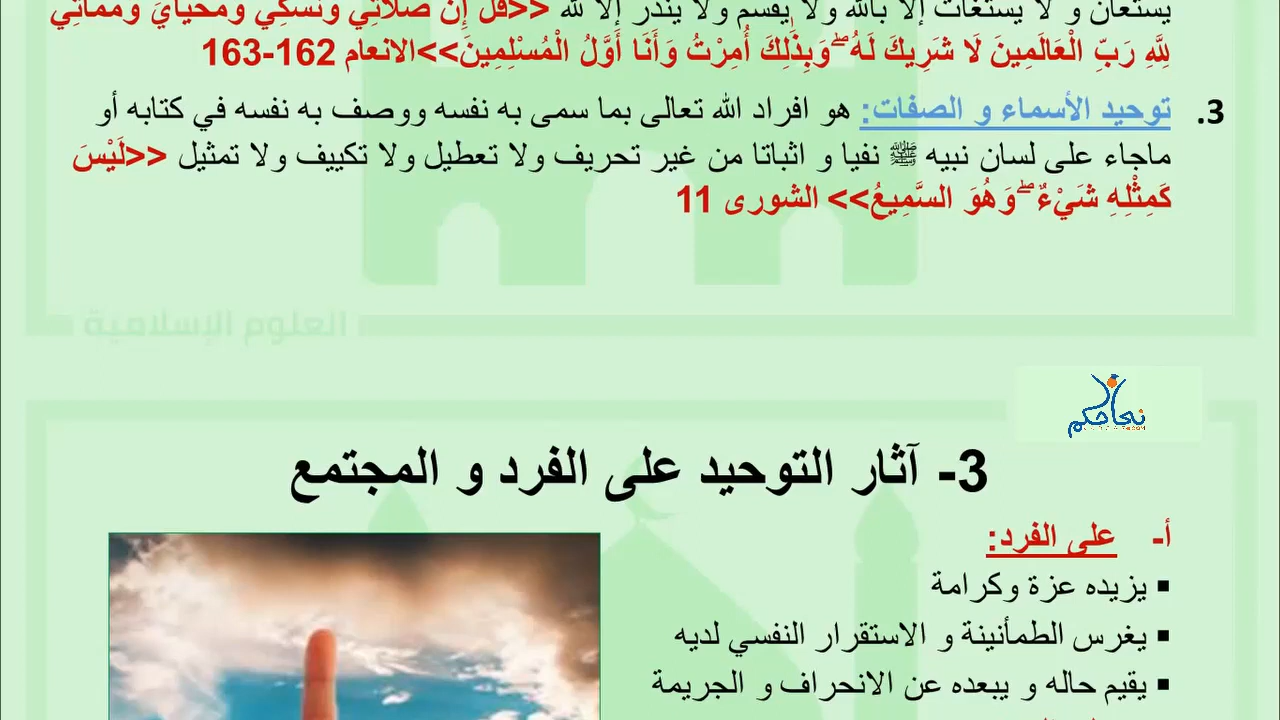 يستعان و لا يستغاث إلا بالله ولا يقسم ولا ينذر إلا لله <<قُلْ إِنَّ صَلَاتِي وَنُسُكِي وَمَحْيَايَ وَمَمَاتِي
لِلَّهِ رَبِّ الْعَالَمِينَ لَا شَرِيكَ لَهُ ۖ وَبِذَٰلِكَ أُمِرْتُ وَأَنَا أَوَّلُ الْمُسْلِمِينَ>>الانعام 162-163
3. توحيد الأسماء و الصفات: هو افراد الله تعالى بما سمى به نفسه ووصف به نفسه في كتابه أو
ماجاء على لسان نبيه ﷺ نفيا و اثباتا من غير تحريف ولا تعطيل ولا تكييف ولا تمثيل <<لَيْسَ
كَمِثْلِهِ شَيْءٌ ۖ وَهُوَ السَّمِيعُ>> الشورى 11
العلوم الإسلامية
نجاحكم
3- آثار التوحيد على الفرد و المجتمع
أ- على الفرد:
▪ يزيده عزة وكرامة
▪ يغرس الطمأنينة و الاستقرار النفسي لديه
▪ يقيم حاله و يبعده عن الانحراف و الجريمة